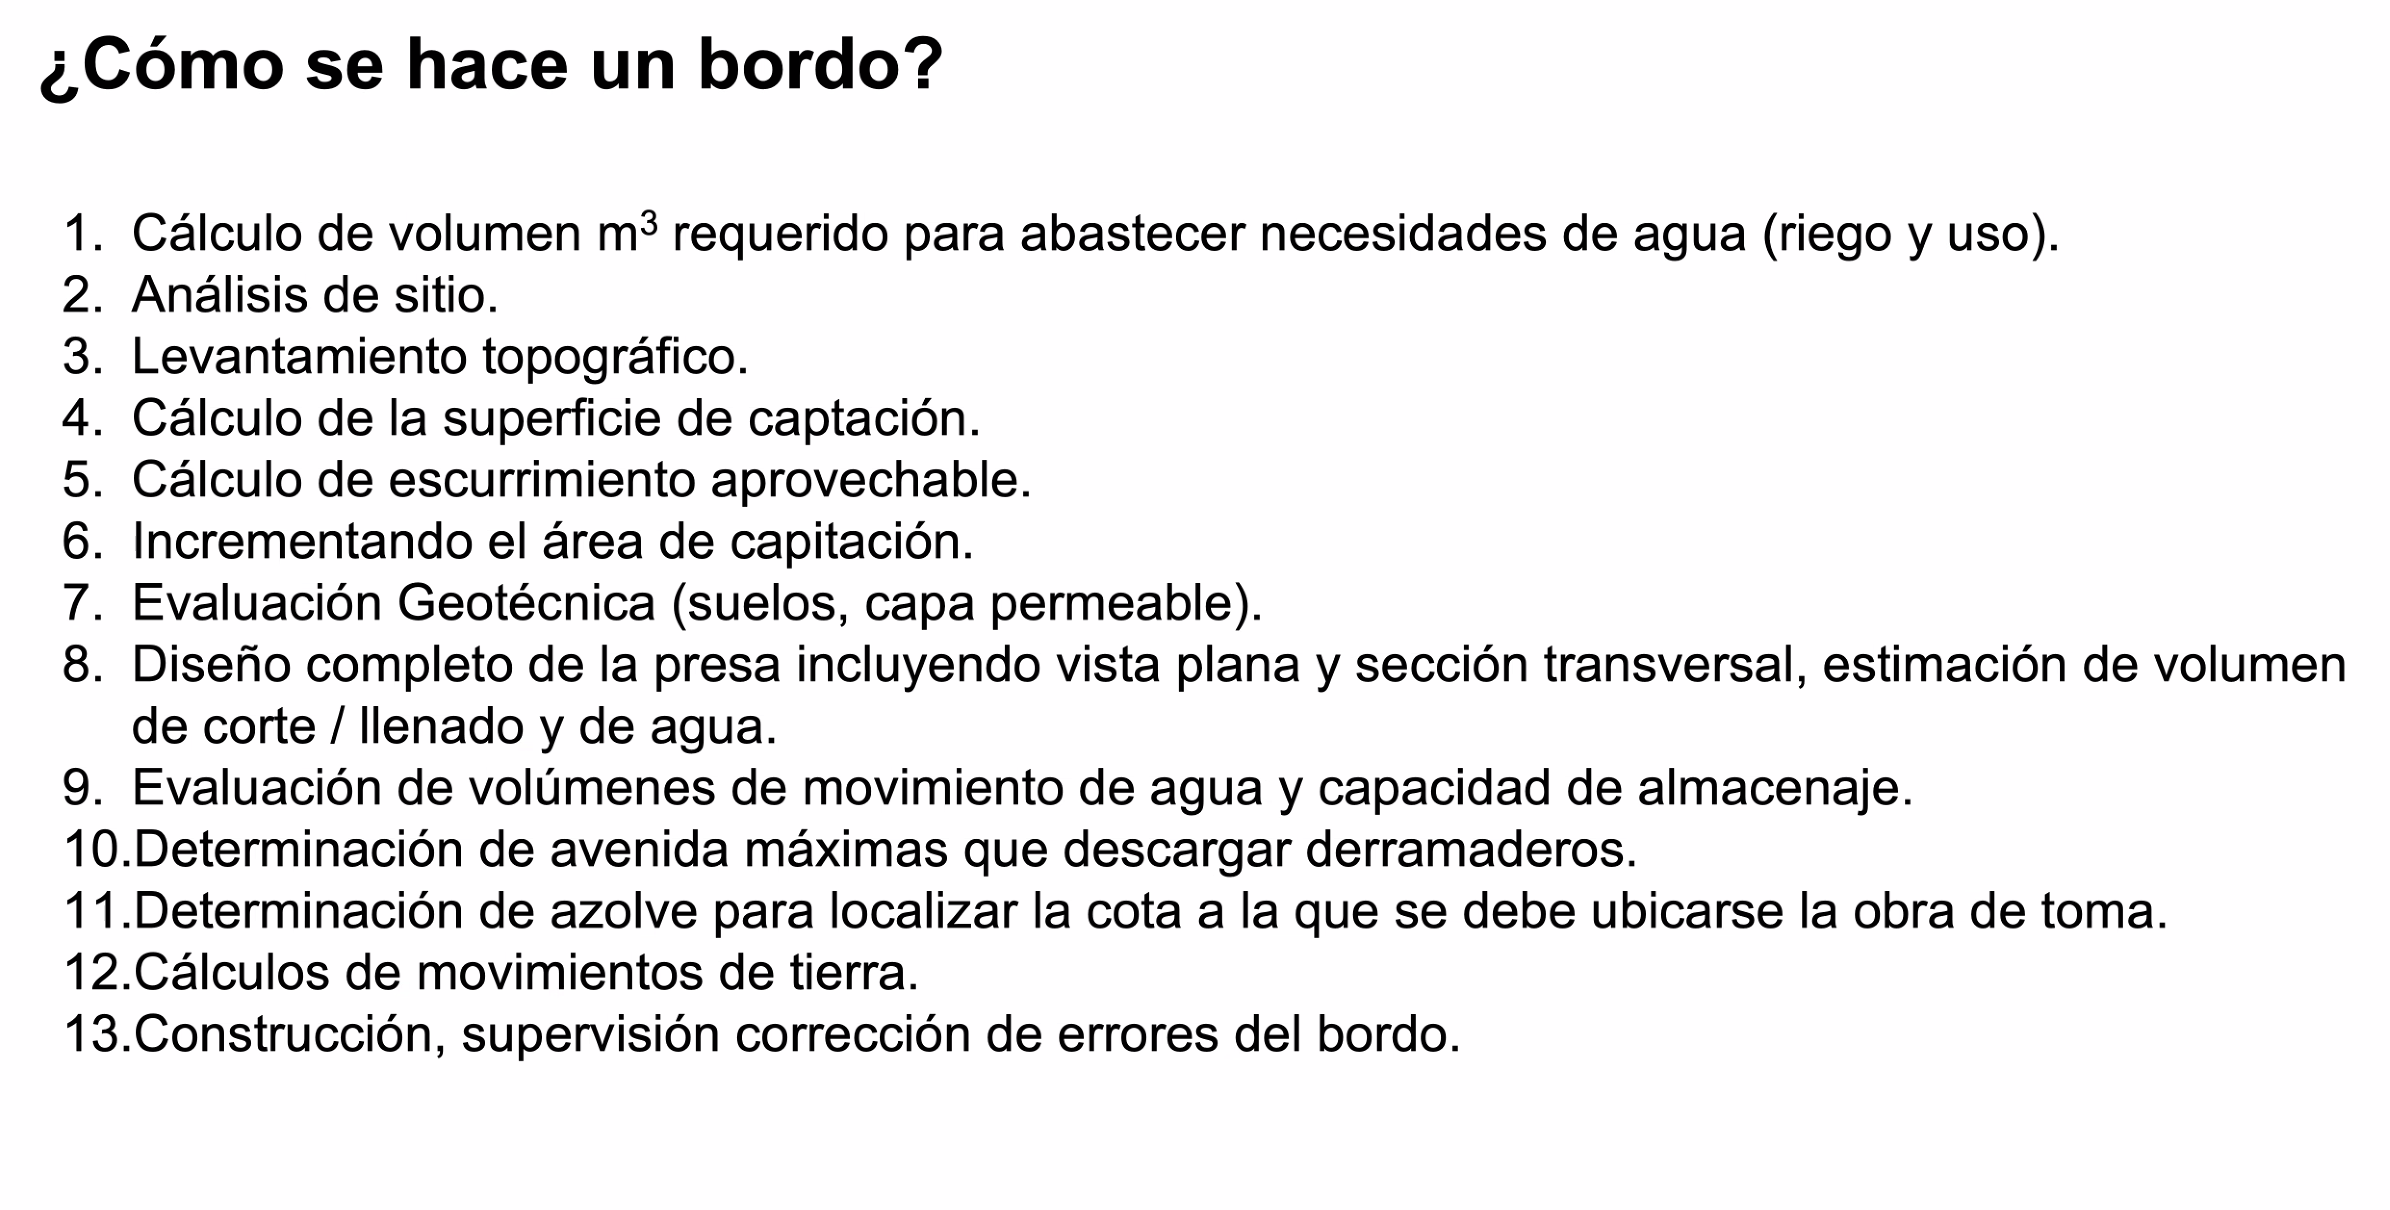 ¿Cómo se hace un bordo?
1. Cálculo de volumen m³ requerido para abastecer necesidades de agua (riego y uso).
2. Análisis de sitio.
3. Levantamiento topográfico.
4. Cálculo de la superficie de captación.
5. Cálculo de escurrimiento aprovechable.
6. Incrementando el área de capitación.
7. Evaluación Geotécnica (suelos, capa permeable).
8. Diseño completo de la presa incluyendo vista plana y sección transversal, estimación de volumen
de corte / llenado y de agua.
9. Evaluación de volúmenes de movimiento de agua y capacidad de almacenaje.
10.Determinación de avenida máximas que descargar derramaderos.
11.Determinación de azolve para localizar la cota a la que se debe ubicarse la obra de toma.
12.Cálculos de movimientos de tierra.
13.Construcción, supervisión corrección de errores del bordo.